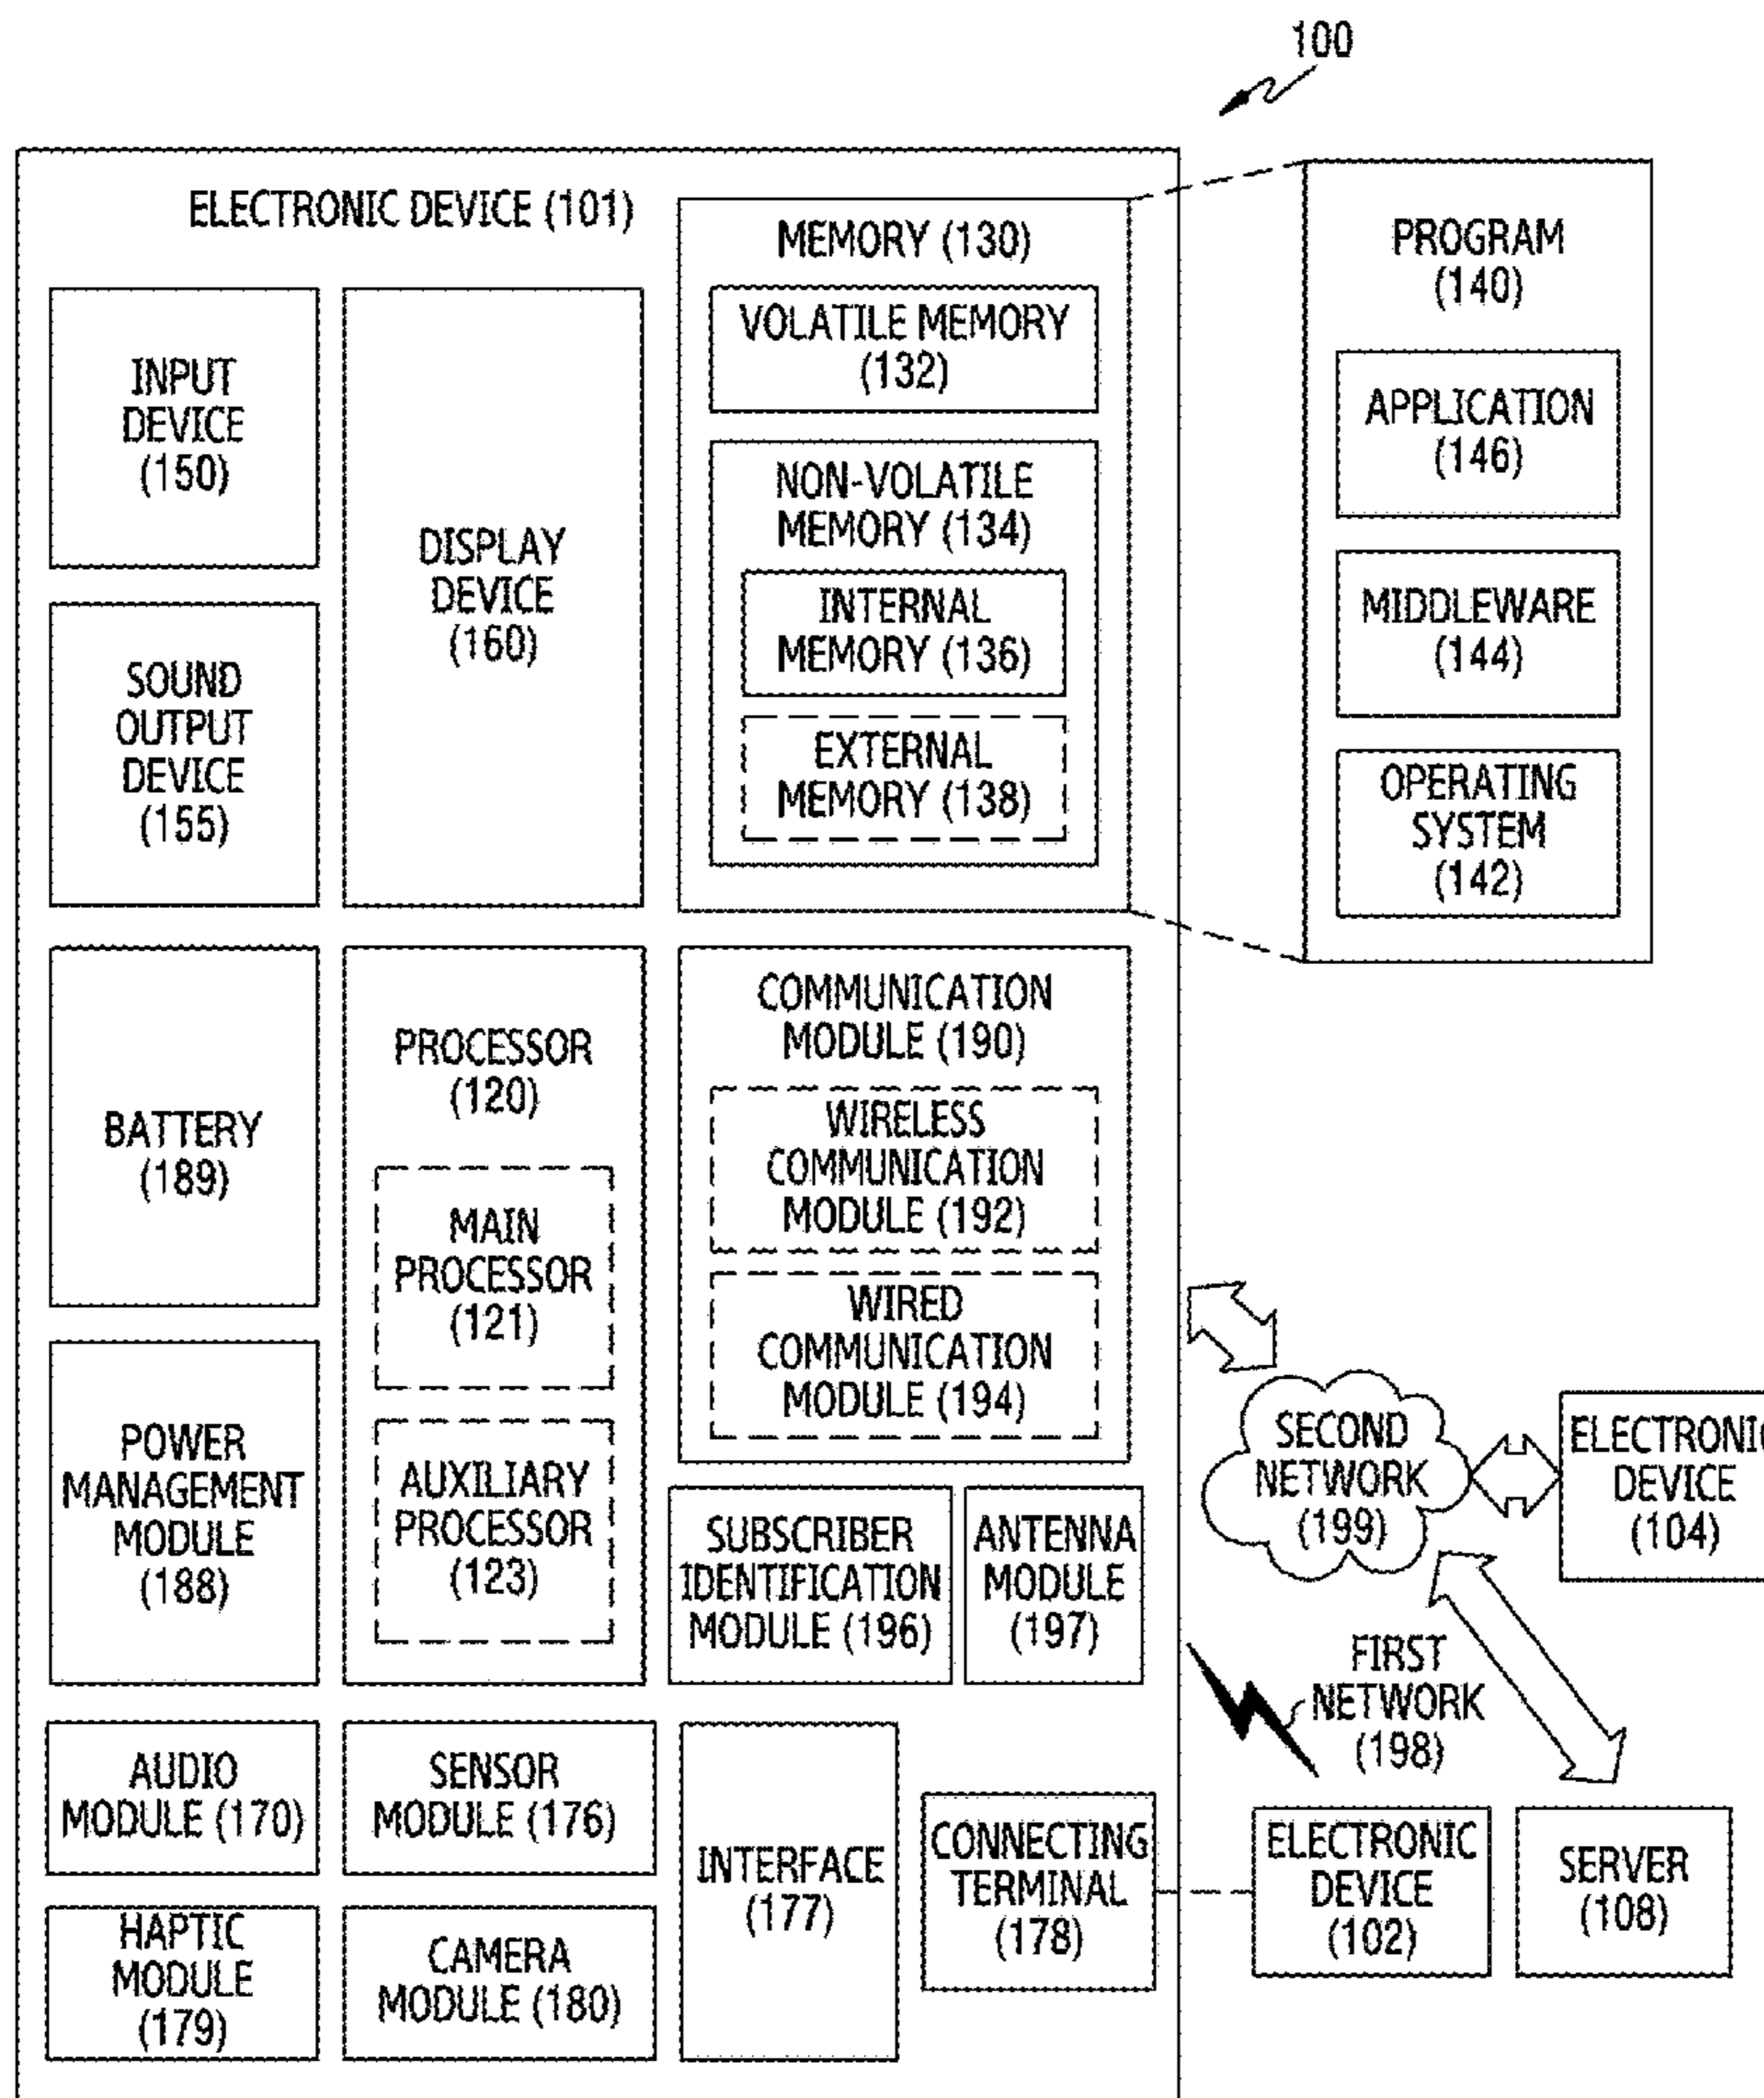 100
ELECTRONIC DEVICE (101)
INPUT
DEVICE
(150)
SOUND
OUTPUT
DEVICE
(155)
DISPLAY
DEVICE
(160)
MEMORY (130)
VOLATILE MEMORY
(132)
NON-VOLATILE
MEMORY (134)
INTERNAL
MEMORY (136)
EXTERNAL
MEMORY (138)
PROGRAM
(140)
APPLICATION
(146)
MIDDLEWARE
(144)
OPERATING
SYSTEM
(142)
BATTERY
(189)
POWER
MANAGEMENT
MODULE
(188)
PROCESSOR
(120)
MAIN
PROCESSOR
(121)
AUXILIARY
PROCESSOR
(123)
COMMUNICATION
MODULE (190)
WIRELESS
COMMUNICATION
MODULE (192)
WIRED
COMMUNICATION
MODULE (194)
SUBSCRIBER
IDENTIFICATION
MODULE (196)
ANTENNA
MODULE
(197)
SECOND
NETWORK
(199)
ELECTRONIC
DEVICE
(104)
FIRST
NETWORK
(198)
AUDIO
MODULE (170)
SENSOR
MODULE (176)
HAPTIC
MODULE
(179)
CAMERA
MODULE (180)
INTERFACE
(177)
CONNECTING
TERMINAL
(178)
ELECTRONIC
DEVICE
(102)
SERVER
(108)